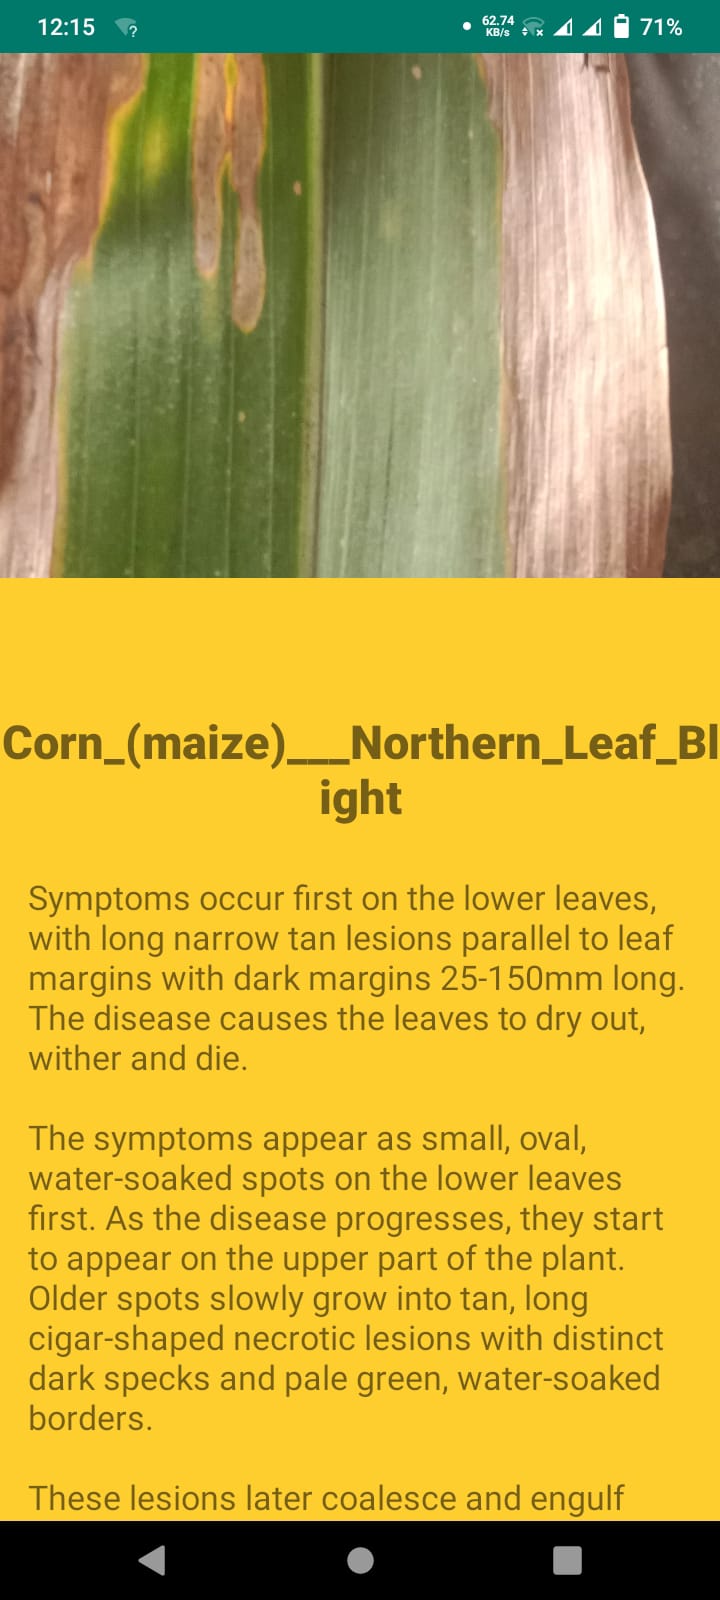 12:15
62.74
KB/s
71%
Corn_(maize)___Northern_Leaf_Bl
ight
Symptoms occur first on the lower leaves,
with long narrow tan lesions parallel to leaf
margins with dark margins 25-150mm long.
The disease causes the leaves to dry out,
wither and die.
The symptoms appear as small, oval,
water-soaked spots on the lower leaves
first. As the disease progresses, they start
to appear on the upper part of the plant.
Older spots slowly grow into tan, long
cigar-shaped necrotic lesions with distinct
dark specks and pale green, water-soaked
borders.
These lesions later coalesce and engulf